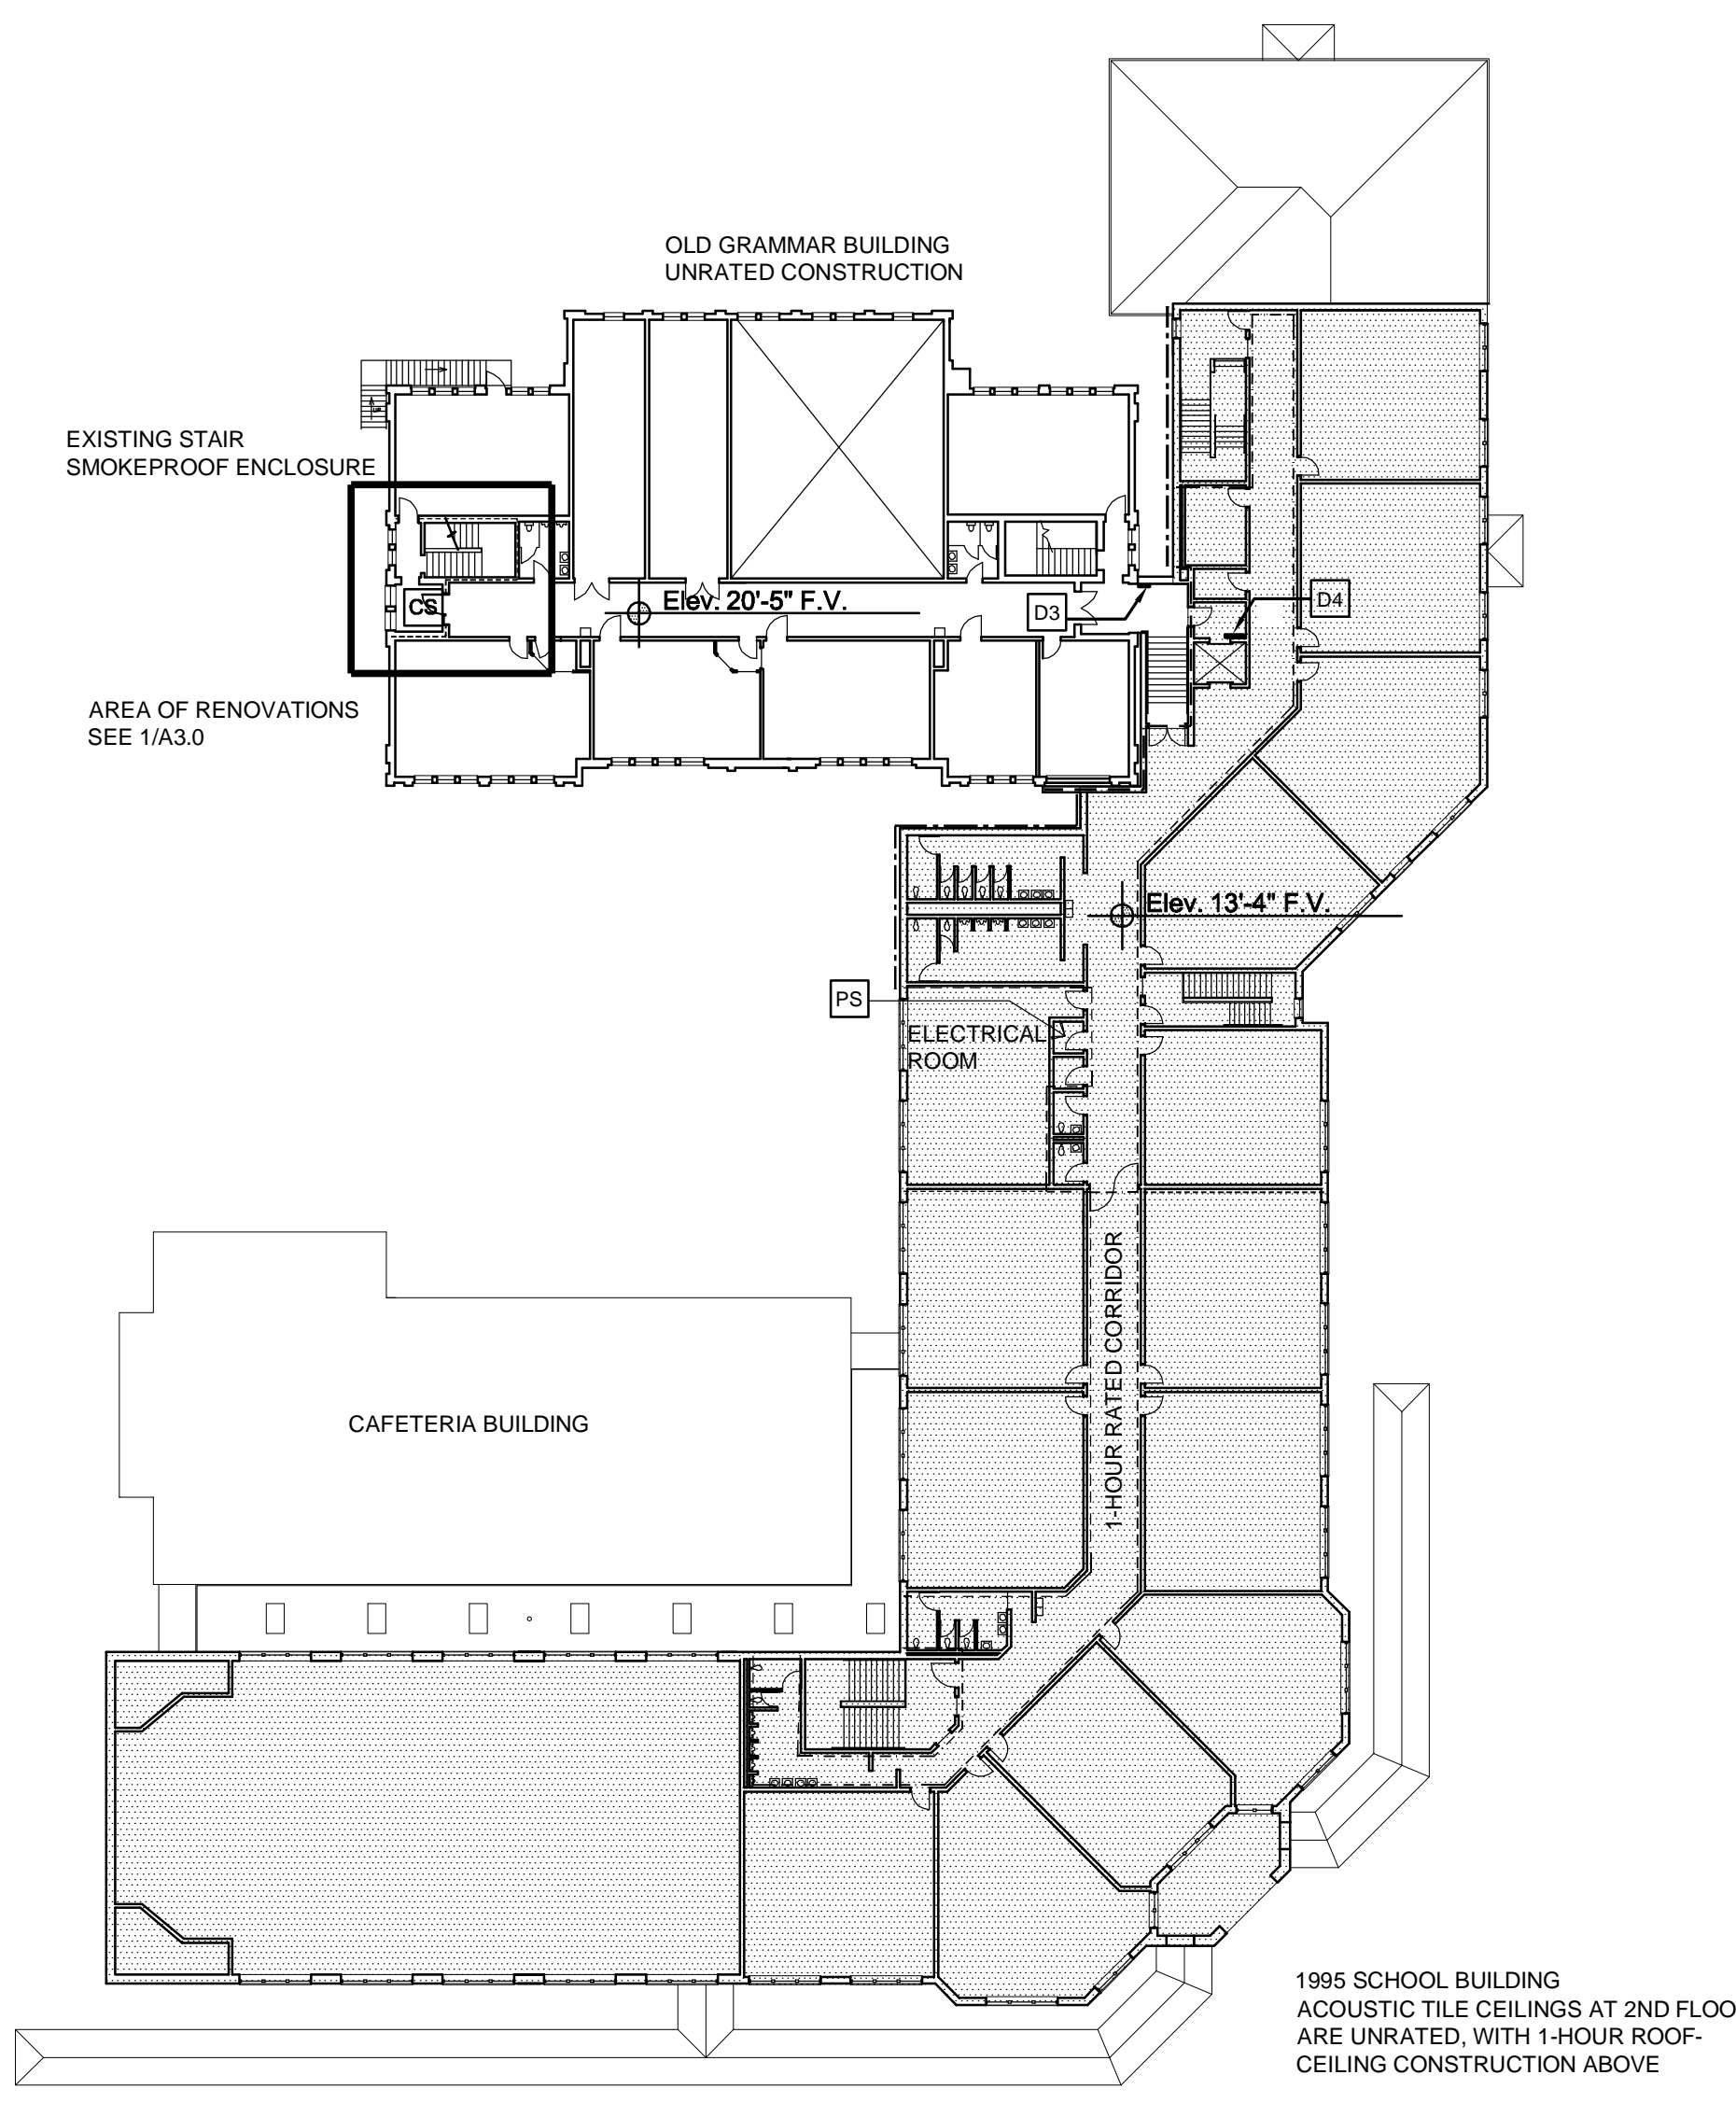 OLD GRAMMAR BUILDING
UNRATED CONSTRUCTION
EXISTING STAIR
SMOKEPROOF ENCLOSURE
CS
Elev. 20'-5" F.V.
D3
D4
AREA OF RENOVATIONS
SEE 1/A3.0
Elev. 13'-4" F.V.
PS
ELECTRICAL
ROOM
1-HOUR RATED CORRIDOR
CAFETERIA BUILDING
1995 SCHOOL BUILDING
ACOUSTIC TILE CEILINGS AT 2ND FLOO
ARE UNRATED, WITH 1-HOUR ROOF-
CEILING CONSTRUCTION ABOVE